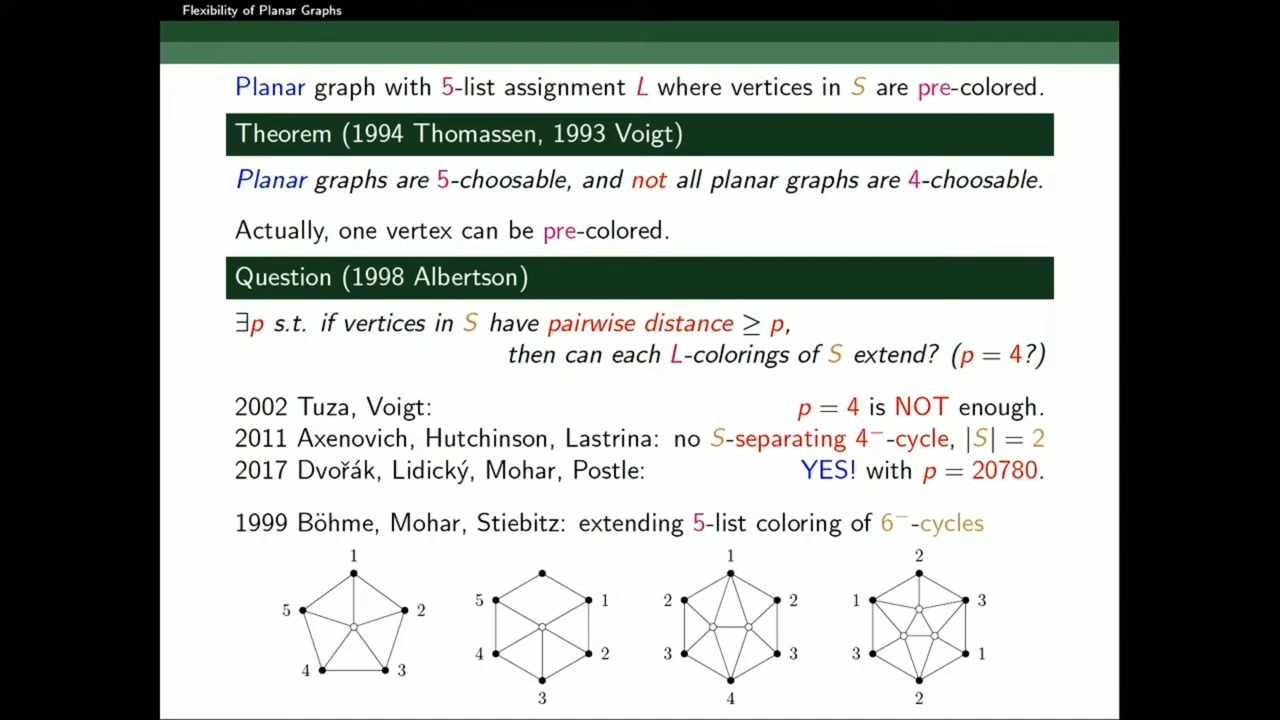 Flexibility of Planar Graphs
Planar graph with 5-list assignment L where vertices in S are pre-colored.
Theorem (1994 Thomassen, 1993 Voigt)
Planar graphs are 5-choosable, and not all planar graphs are 4-choosable.
Actually, one vertex can be pre-colored.
Question (1998 Albertson)
∃p s.t. if vertices in S have pairwise distance ≥ p,
then can each L-colorings of S extend? (p = 4?)
2002 Tuza, Voigt: p = 4 is NOT enough.
2011 Axenovich, Hutchinson, Lastrina: no S-separating 4⁻-cycle, |S| = 2
2017 Dvořák, Lidický, Mohar, Postle: YES! with p = 20780.
1999 Böhme, Mohar, Stiebitz: extending 5-list coloring of 6⁻-cycles
1 1 2
5 2 5 1 2 2 1 3
4 3 4 2 3 3 3 1
3 4 2